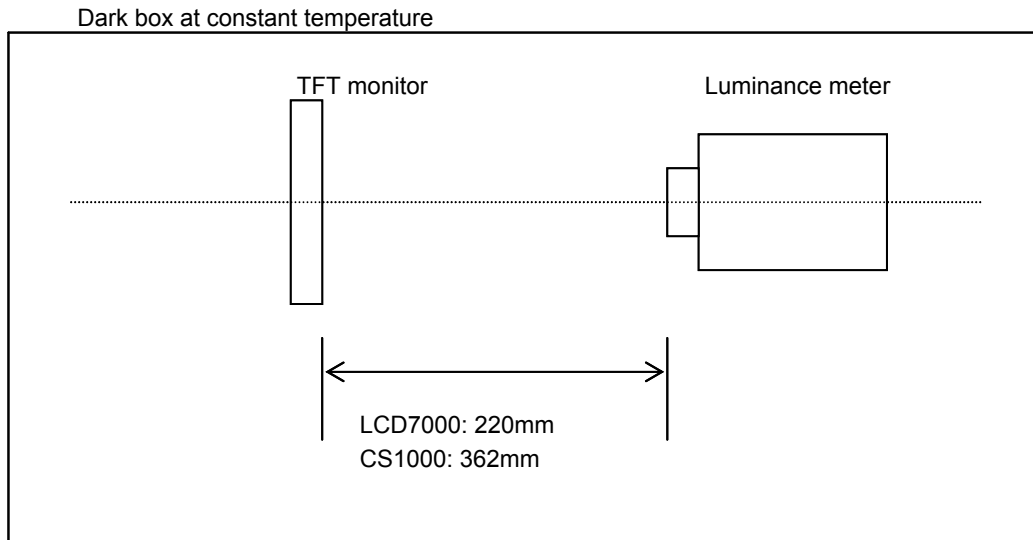 Dark box at constant temperature
TFT monitor
Luminance meter
LCD7000: 220mm
CS1000: 362mm